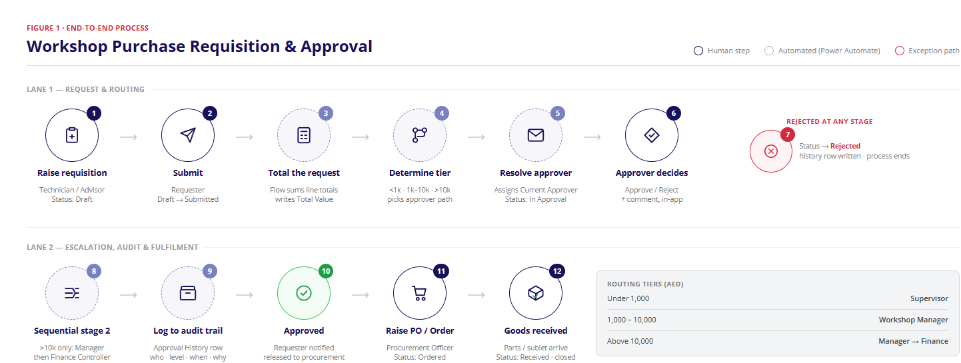 FIGURE 1 · END-TO-END PROCESS
Workshop Purchase Requisition & Approval
Human step
Automated (Power Automate)
Exception path
LANE 1 — REQUEST & ROUTING
1
Raise requisition
Technician / Advisor
Status: Draft
2
Submit
Requester
Draft → Submitted
3
Total the request
Flow sums line totals
writes Total Value
4
Determine tier
<1k · 1k–10k · >10k
picks approver path
5
Resolve approver
Assigns Current Approver
Status: In Approval
6
Approver decides
Approve / Reject
+ comment, in-app
REJECTED AT ANY STAGE
7
Status → Rejected
history row written · process ends
LANE 2 — ESCALATION, AUDIT & FULFILMENT
8
Sequential stage 2
>10k only: Manager
then Finance Controller
9
Log to audit trail
Approval History row
who · level · when · why
10
Approved
Requester notified
released to procurement
11
Raise PO / Order
Procurement Officer
Status: Ordered
12
Goods received
Parts / sublet arrive
Status: Received · closed
ROUTING TIERS (AED)
Under 1,000 Supervisor
1,000 – 10,000 Workshop Manager
Above 10,000 Manager → Finance